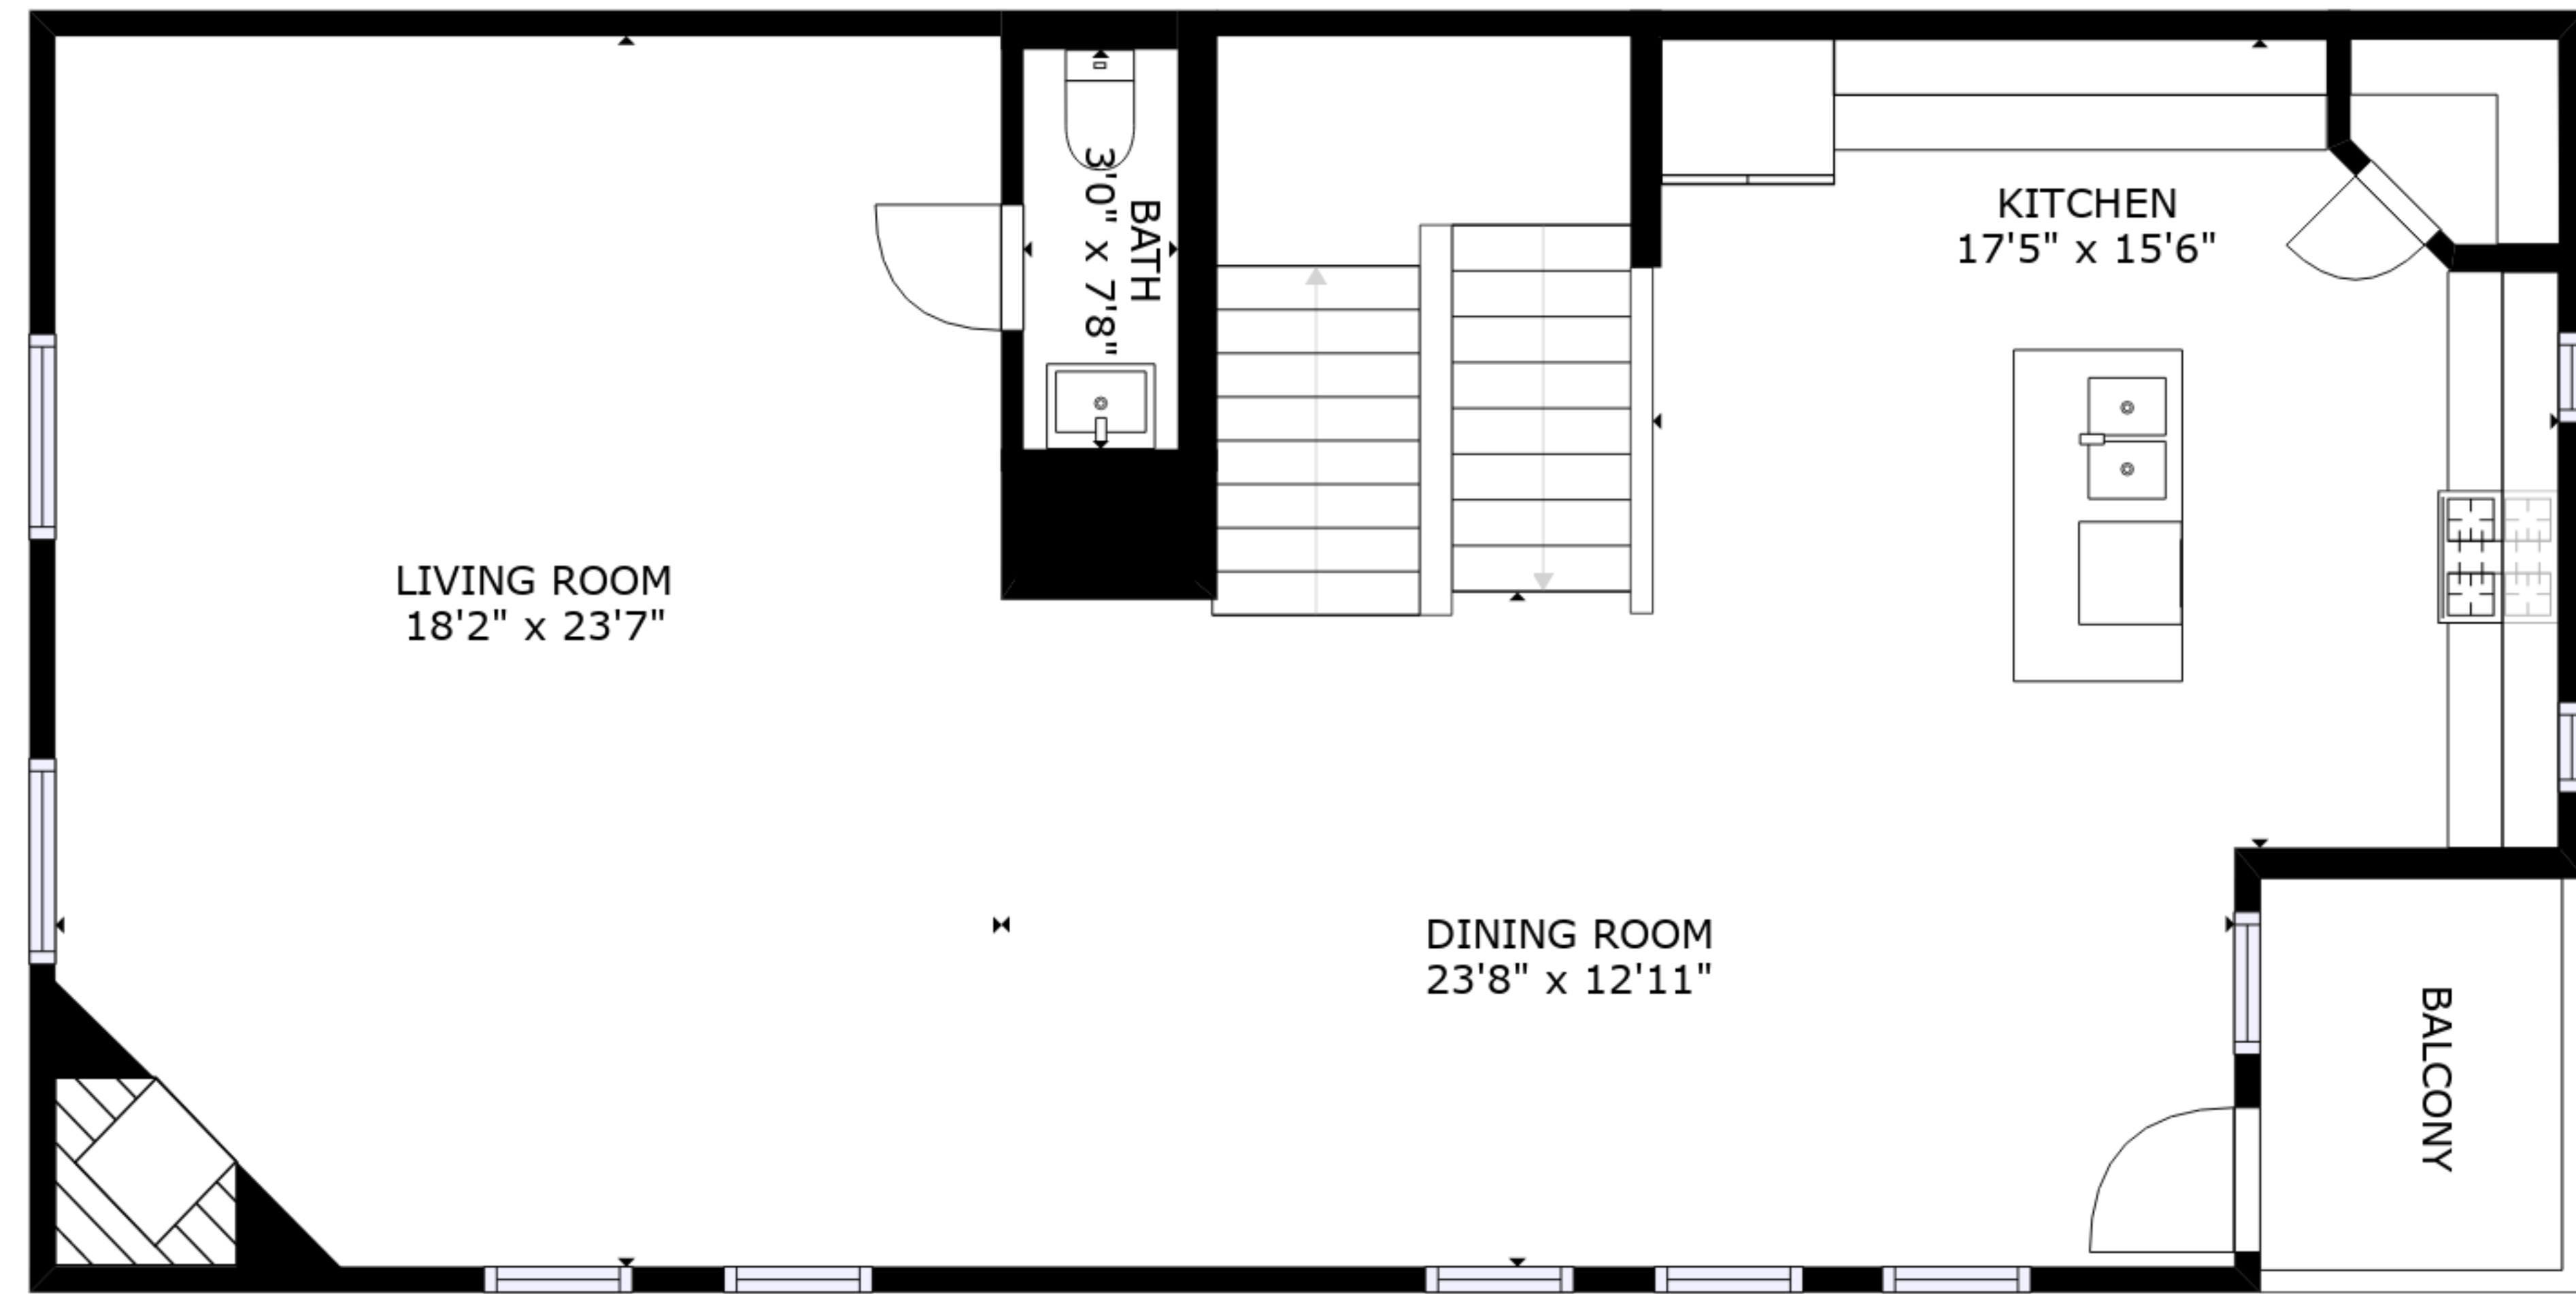 BATH
3'0" x 7'8"
KITCHEN
17'5" x 15'6"
LIVING ROOM
18'2" x 23'7"
DINING ROOM
23'8" x 12'11"
BALCONY